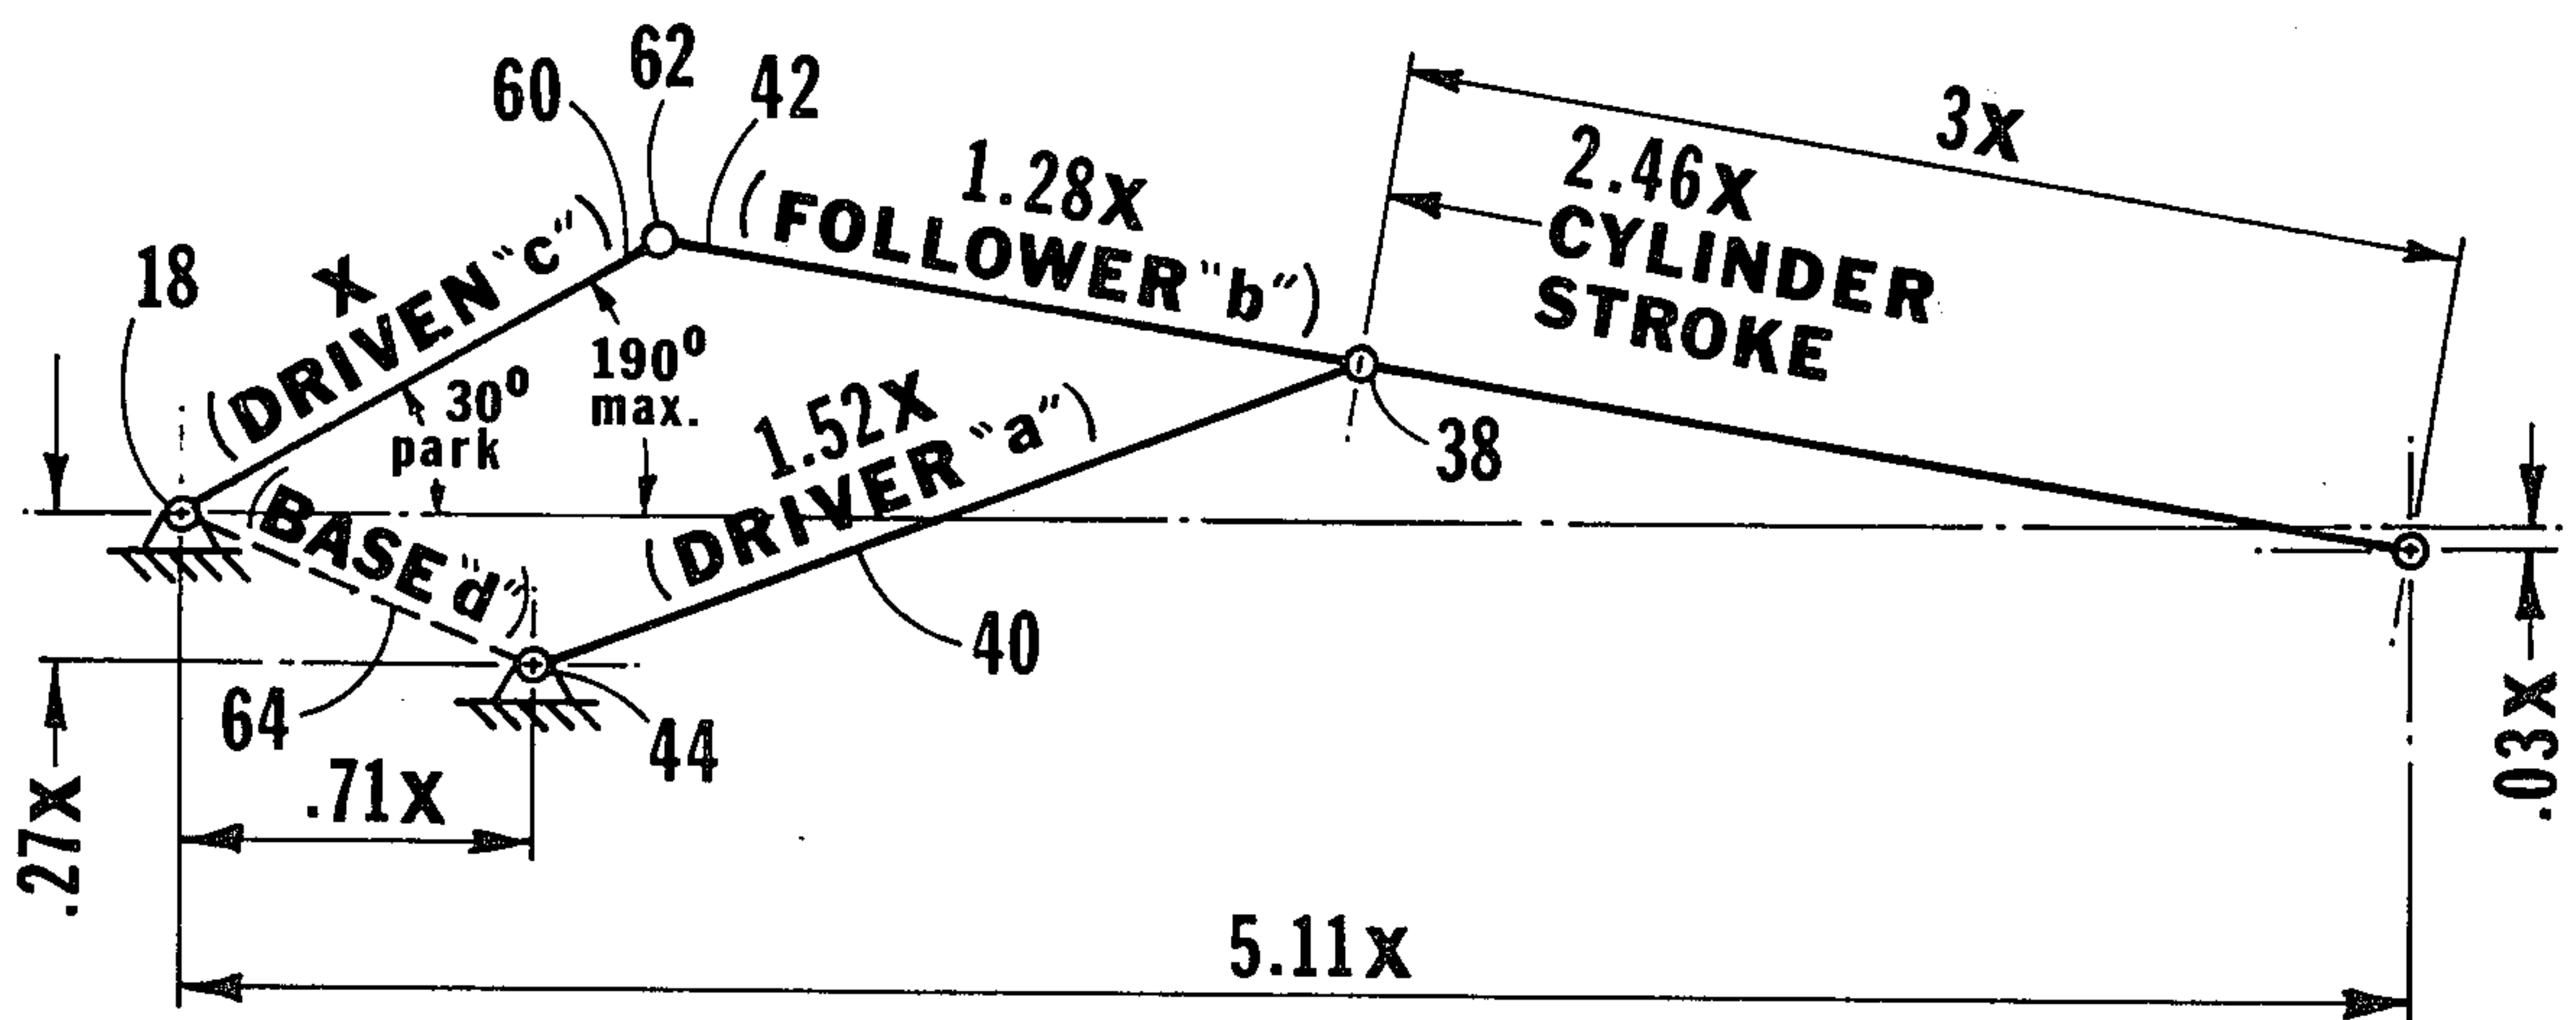 60
62
42
18
X
(DRIVEN "c")
1.28X
(FOLLOWER "b")
3X
2.46X
CYLINDER
STROKE
30°
park
190°
max.
1.52X
(DRIVER "a")
38
(BASE "d")
40
64
44
.27X
.71X
.03X
5.11X